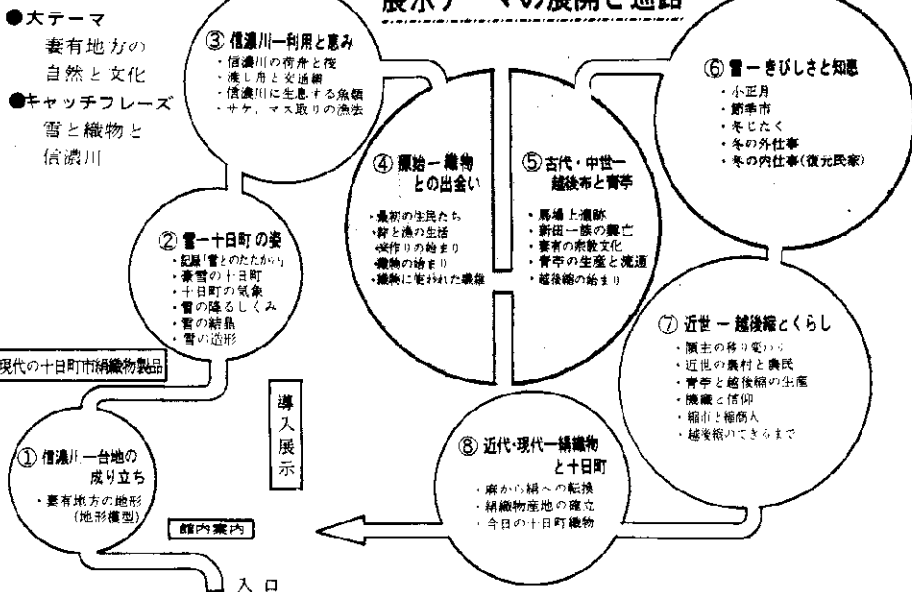 展示テーマの展開と通路
●大テーマ
妻有地方の
自然と文化
●キャッチフレーズ
雪と織物と
信濃川
③ 信濃川ー利用と恵み
・信濃川の荷舟と筏
・渡し舟と交通網
・信濃川に生息する魚類
・サケ、マス取りの漁法
② 雪ー十日町の姿
・記録「雪とのたたかい」
・豪雪の十日町
・十日町の気象
・雪の降るしくみ
・雪の結晶
・雪の造形
現代の十日町市絹織物製品
① 信濃川ー台地の
成り立ち
・妻有地方の地形
(地形模型)
導入展示
館内案内
入口
④ 原始ー織物
との出会い
・最初の住民たち
・狩と漁の生活
・米作りの始まり
・織物の始まり
・織物に使われた繊維
⑤ 古代・中世ー
越後布と青苧
・馬場上遺跡
・新田一族の興亡
・妻有の宗教文化
・青苧の生産と流通
・越後縮の始まり
⑥ 雪ーきびしさと知恵
・小正月
・節季市
・冬じたく
・冬の外仕事
・冬の内仕事(復元民家)
⑦ 近世ー越後縮とくらし
・領主の移り変わり
・近世の農村と農民
・青苧と越後縮の生産
・機織と信仰
・縮市と縮商人
・越後縮のできるまで
⑧ 近代・現代ー絹織物
と十日町
・麻から絹への転換
・絹織物産地の確立
・今日の十日町織物